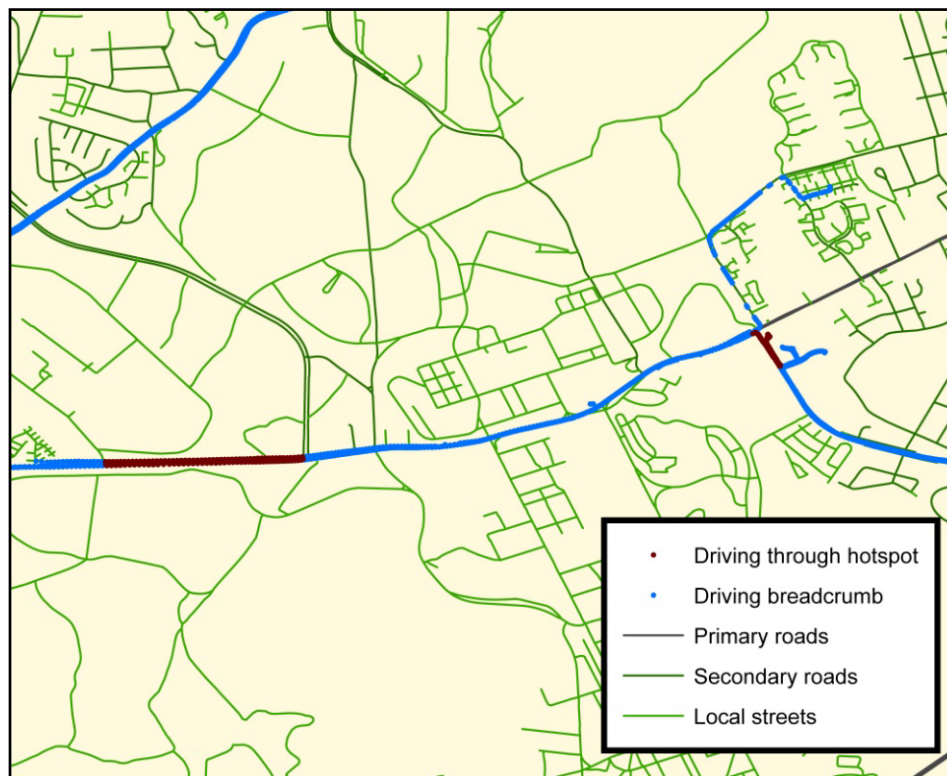 Driving through hotspot
Driving breadcrumb
Primary roads
Secondary roads
Local streets